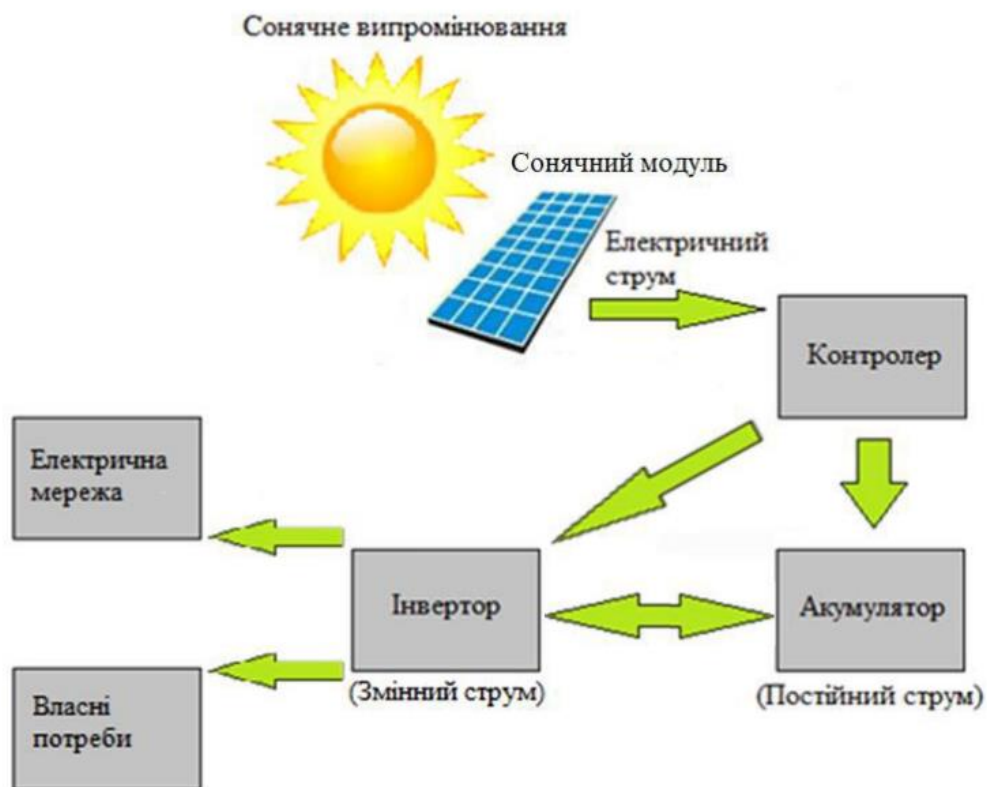 Сонячне випромінювання
Сонячний модуль
Електричний
струм
Контролер
Електрична
мережа
Інвертор
(Змінний струм)
Акумулятор
(Постійний струм)
Власні
потреби